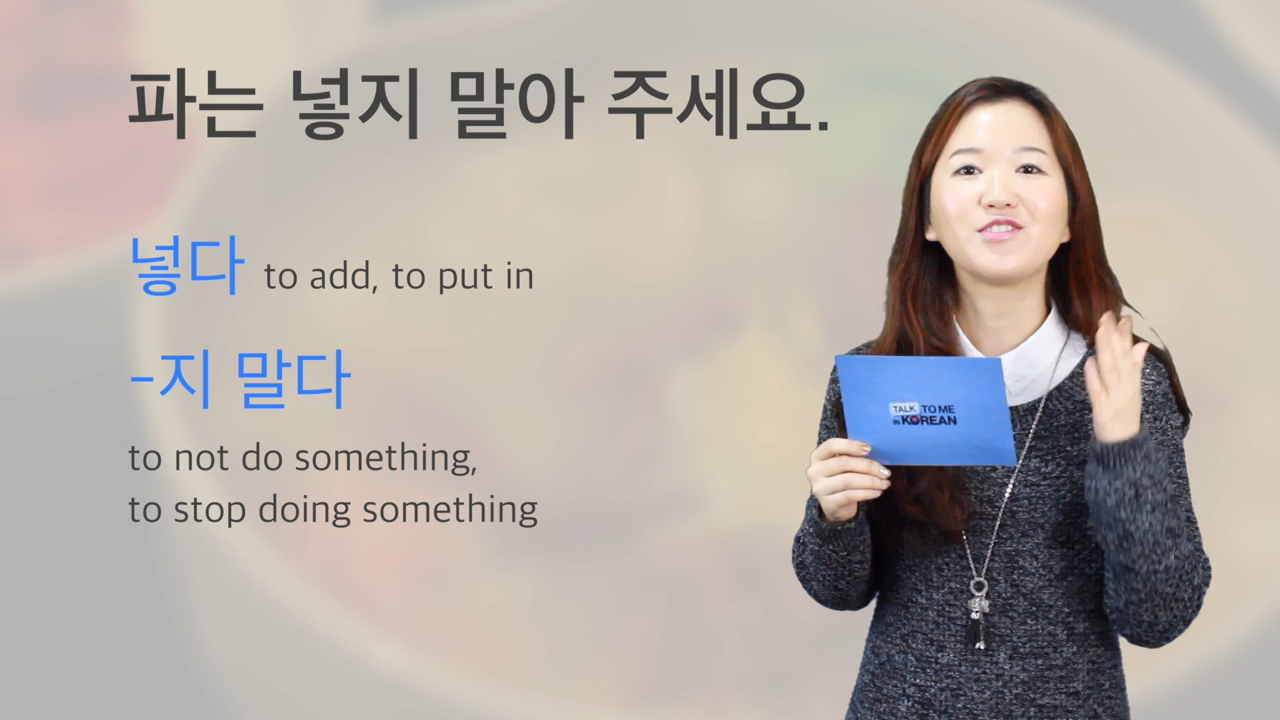 파는 넣지 말아 주세요.
넣다 to add, to put in
-지 말다
to not do something,
to stop doing something
TALK TO ME
IN KOREAN